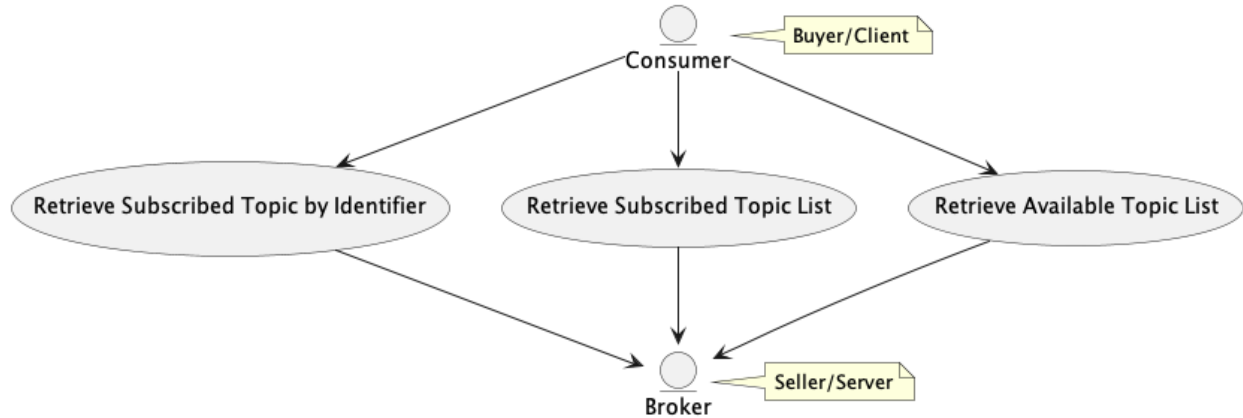 Buyer/Client
Consumer
Retrieve Subscribed Topic by Identifier
Retrieve Subscribed Topic List
Retrieve Available Topic List
Seller/Server
Broker